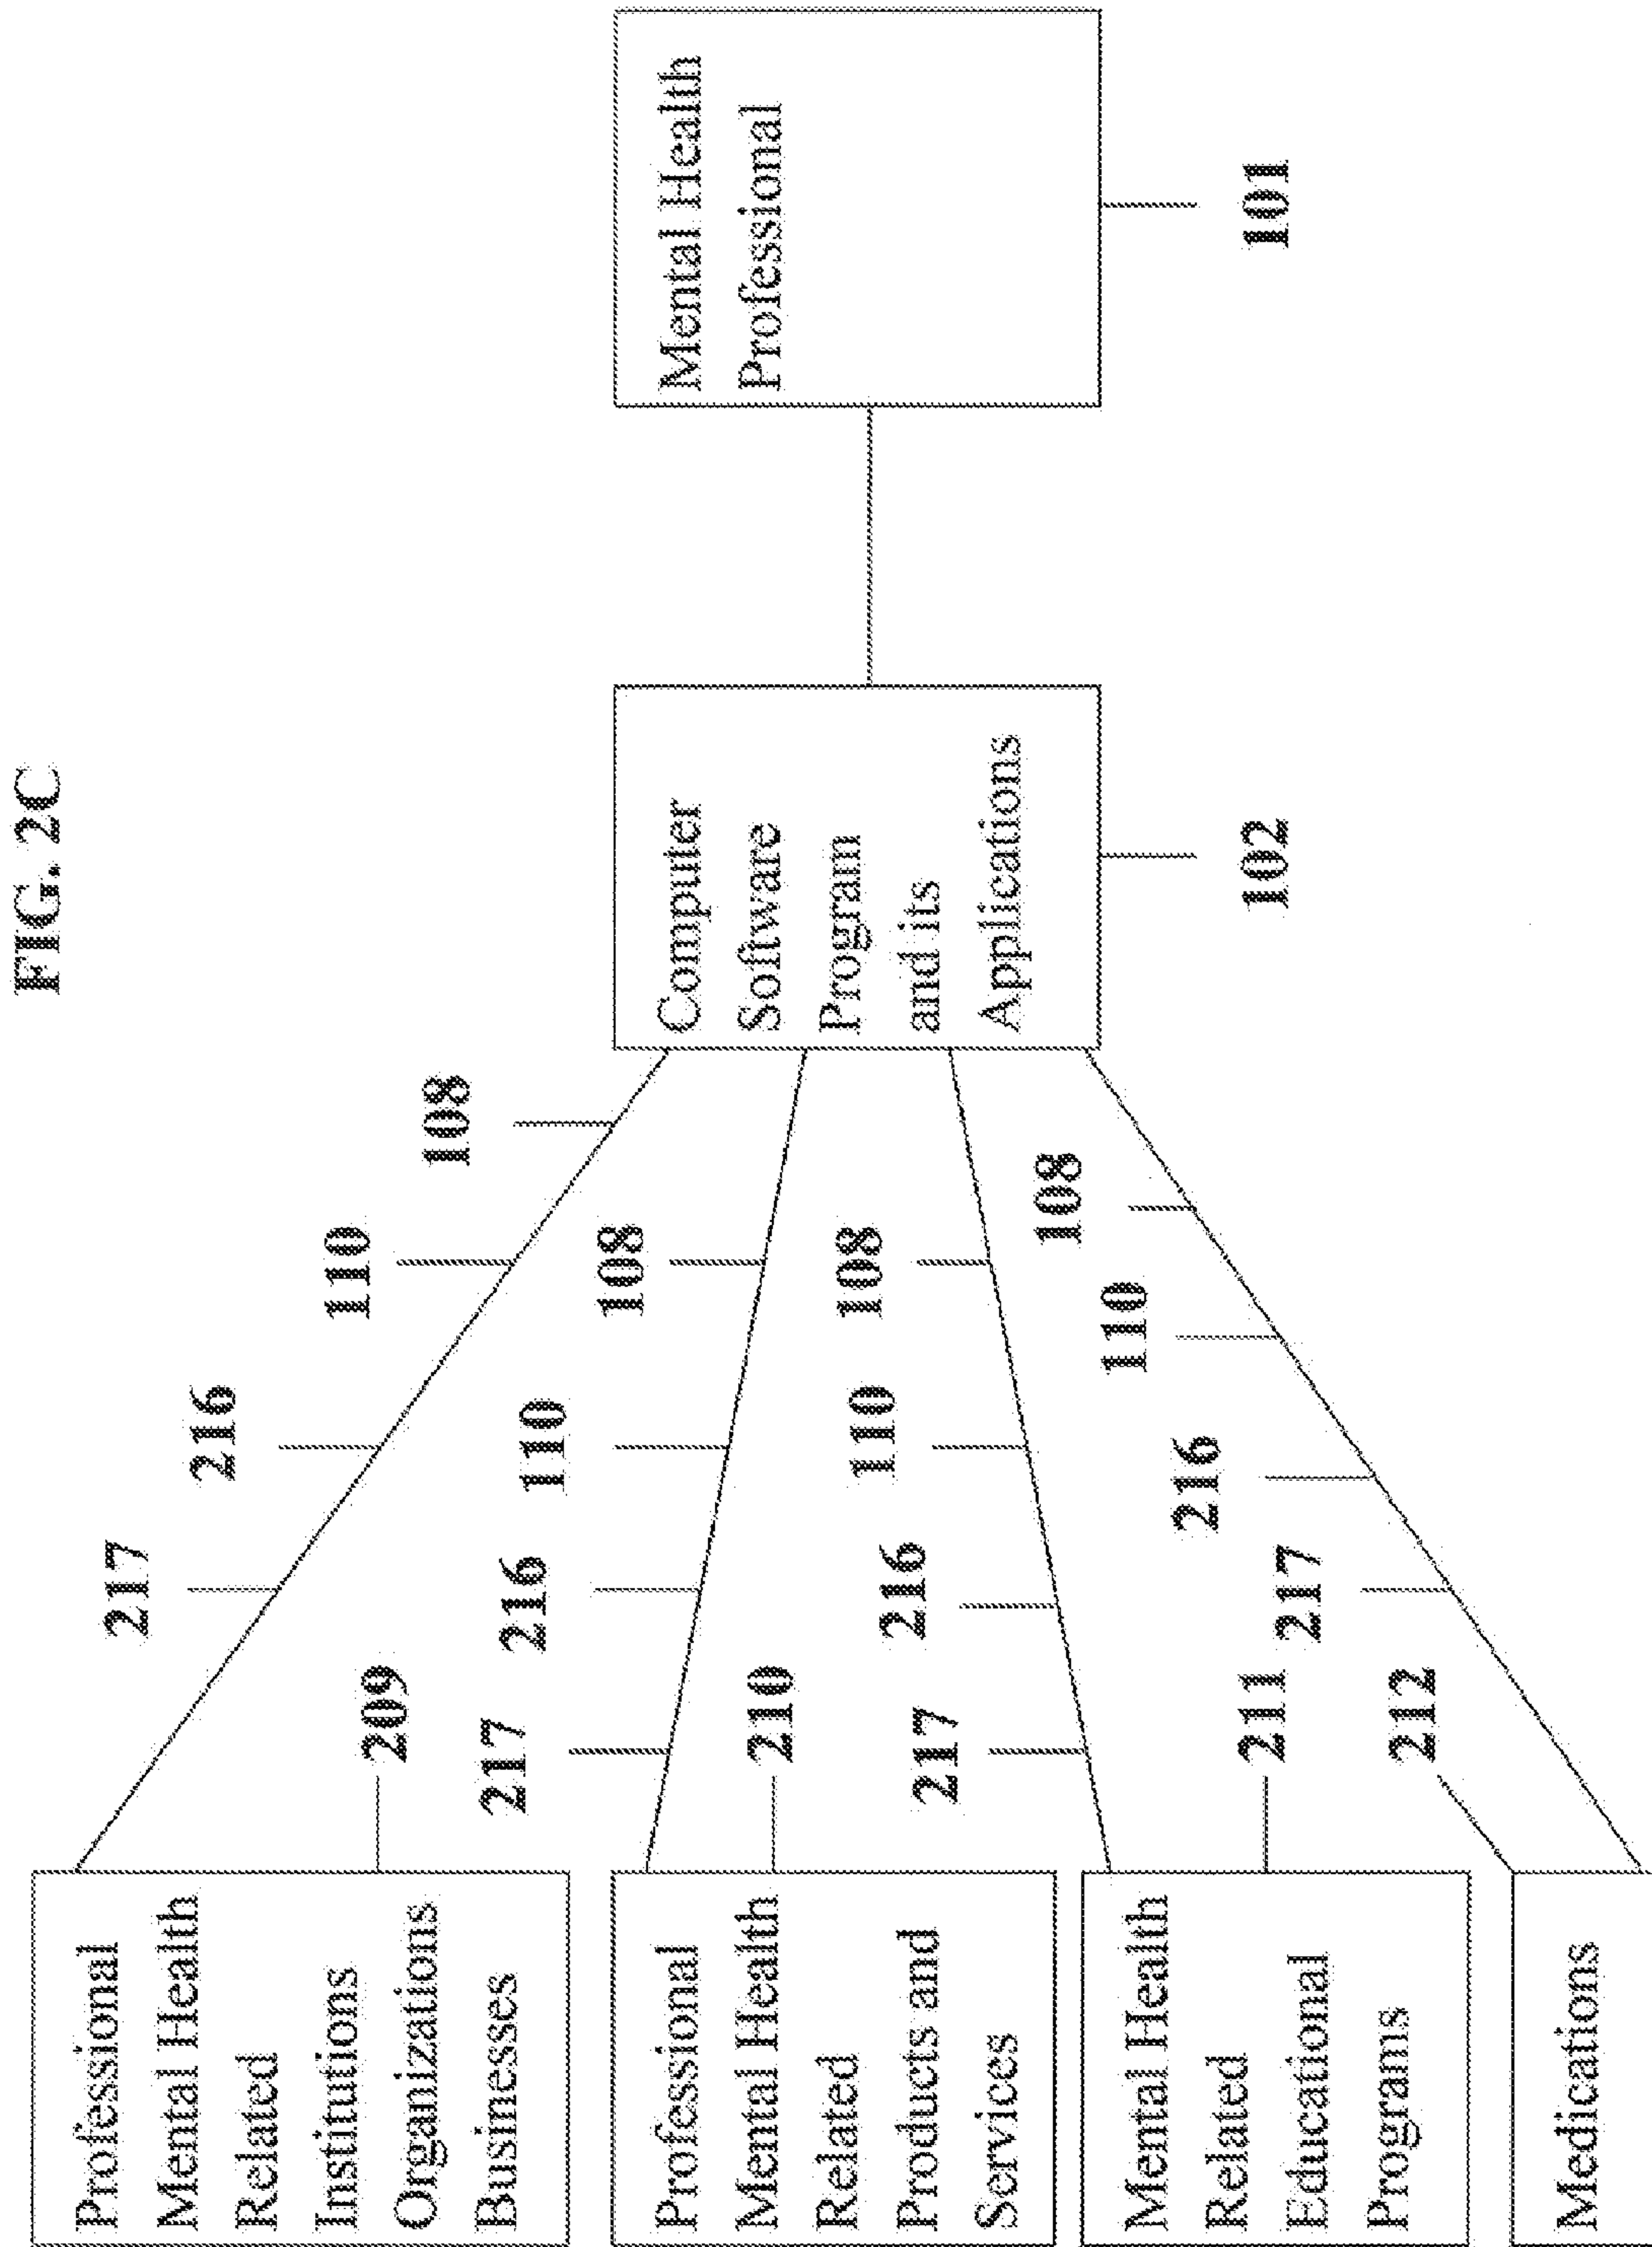 FIG. 2C
Professional
Mental Health
Related
Institutions
Organizations
Businesses
209
217
216
110
108
Professional
Mental Health
Related
Products and
Services
210
217
216
110
108
Mental Health
Related
Educational
Programs
211
217
216
110
108
Medications
212
217
216
110
108
Computer
Software
Program
and its
Applications
102
Mental Health
Professional
101